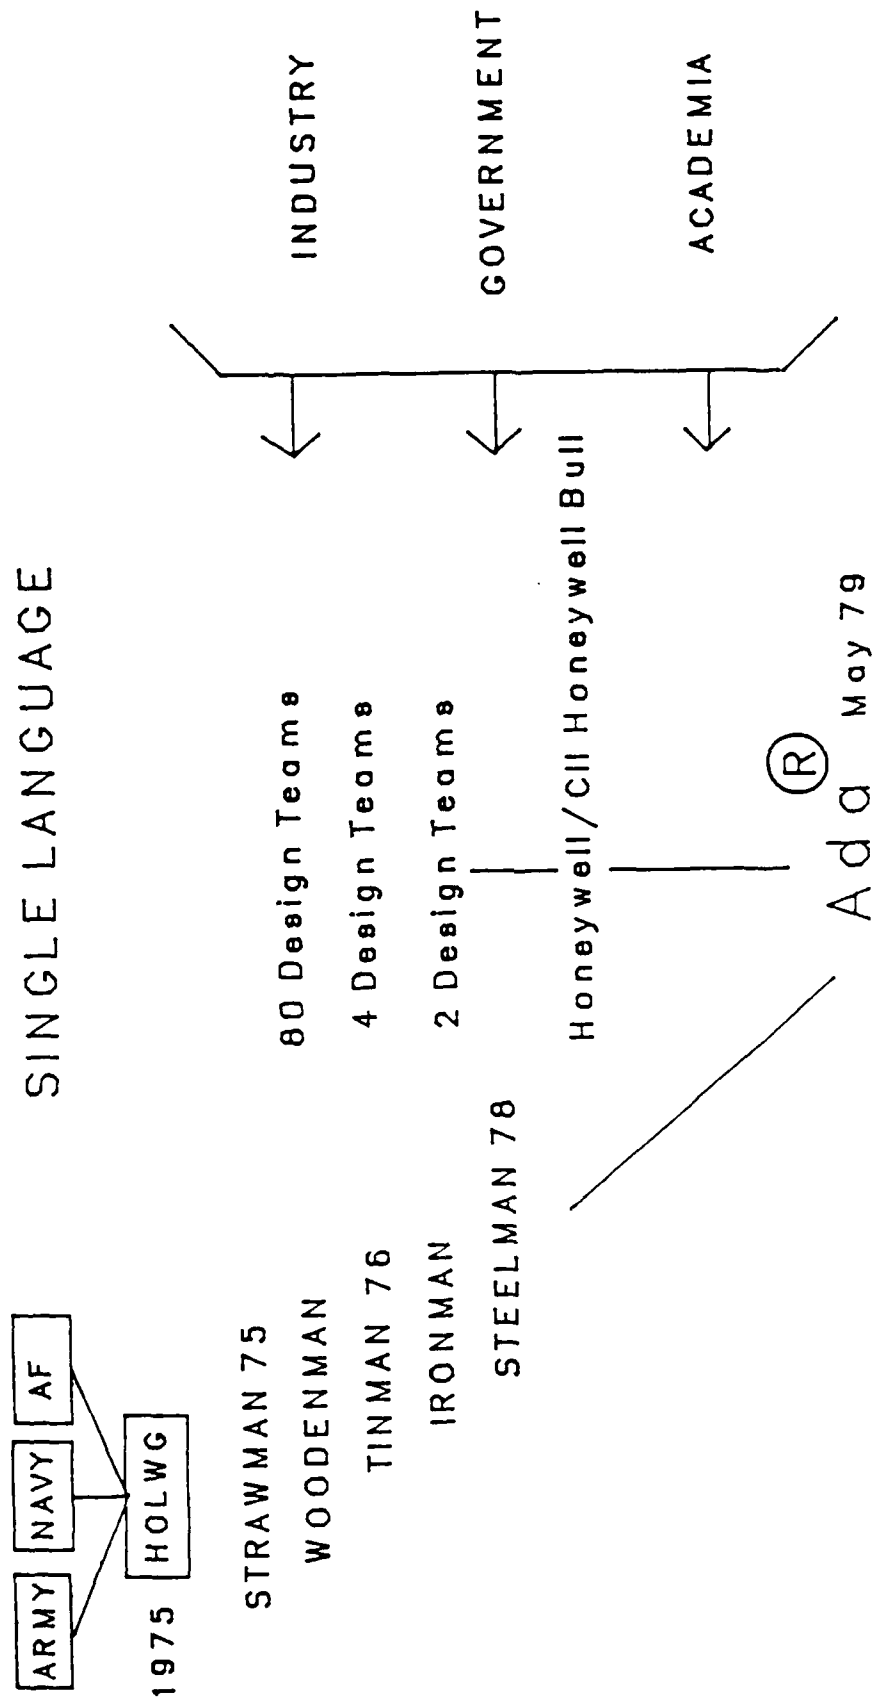 SINGLE LANGUAGE
ARMY
NAVY
AF
1975
HOLWG
STRAWMAN 75
WOODENMAN
TINMAN 76
IRONMAN
STEELMAN 78
80 Design Teams
4 Design Teams
2 Design Teams
Honeywell/CII Honeywell Bull
Ada ® May 79
INDUSTRY
GOVERNMENT
ACADEMIA